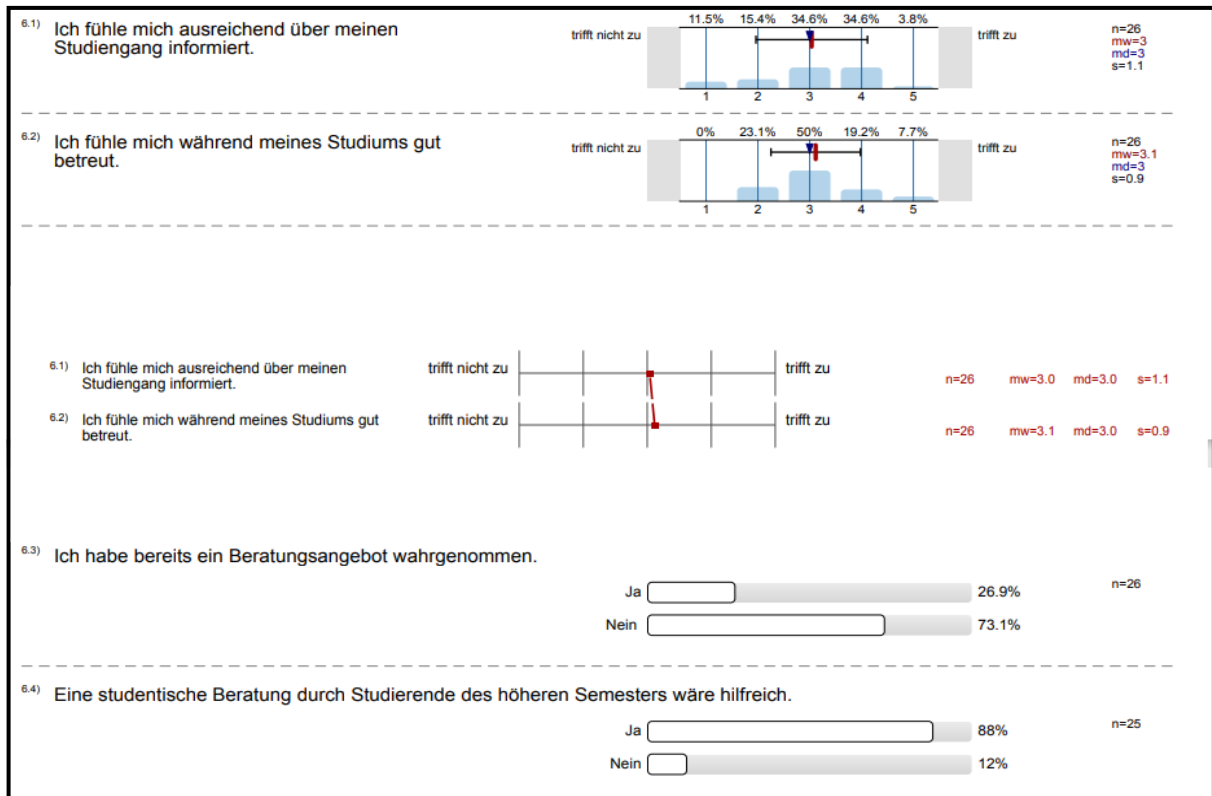 6.1) Ich fühle mich ausreichend über meinen
Studiengang informiert.
trifft nicht zu
11.5% 15.4% 34.6% 34.6% 3.8%
1 2 3 4 5
trifft zu
n=26
mw=3
md=3
s=1.1
6.2) Ich fühle mich während meines Studiums gut
betreut.
trifft nicht zu
0% 23.1% 50% 19.2% 7.7%
1 2 3 4 5
trifft zu
n=26
mw=3.1
md=3
s=0.9
6.1) Ich fühle mich ausreichend über meinen
Studiengang informiert.
trifft nicht zu
trifft zu
n=26 mw=3.0 md=3.0 s=1.1
6.2) Ich fühle mich während meines Studiums gut
betreut.
trifft nicht zu
trifft zu
n=26 mw=3.1 md=3.0 s=0.9
6.3) Ich habe bereits ein Beratungsangebot wahrgenommen.
Ja 26.9% n=26
Nein 73.1%
6.4) Eine studentische Beratung durch Studierende des höheren Semesters wäre hilfreich.
Ja 88% n=25
Nein 12%